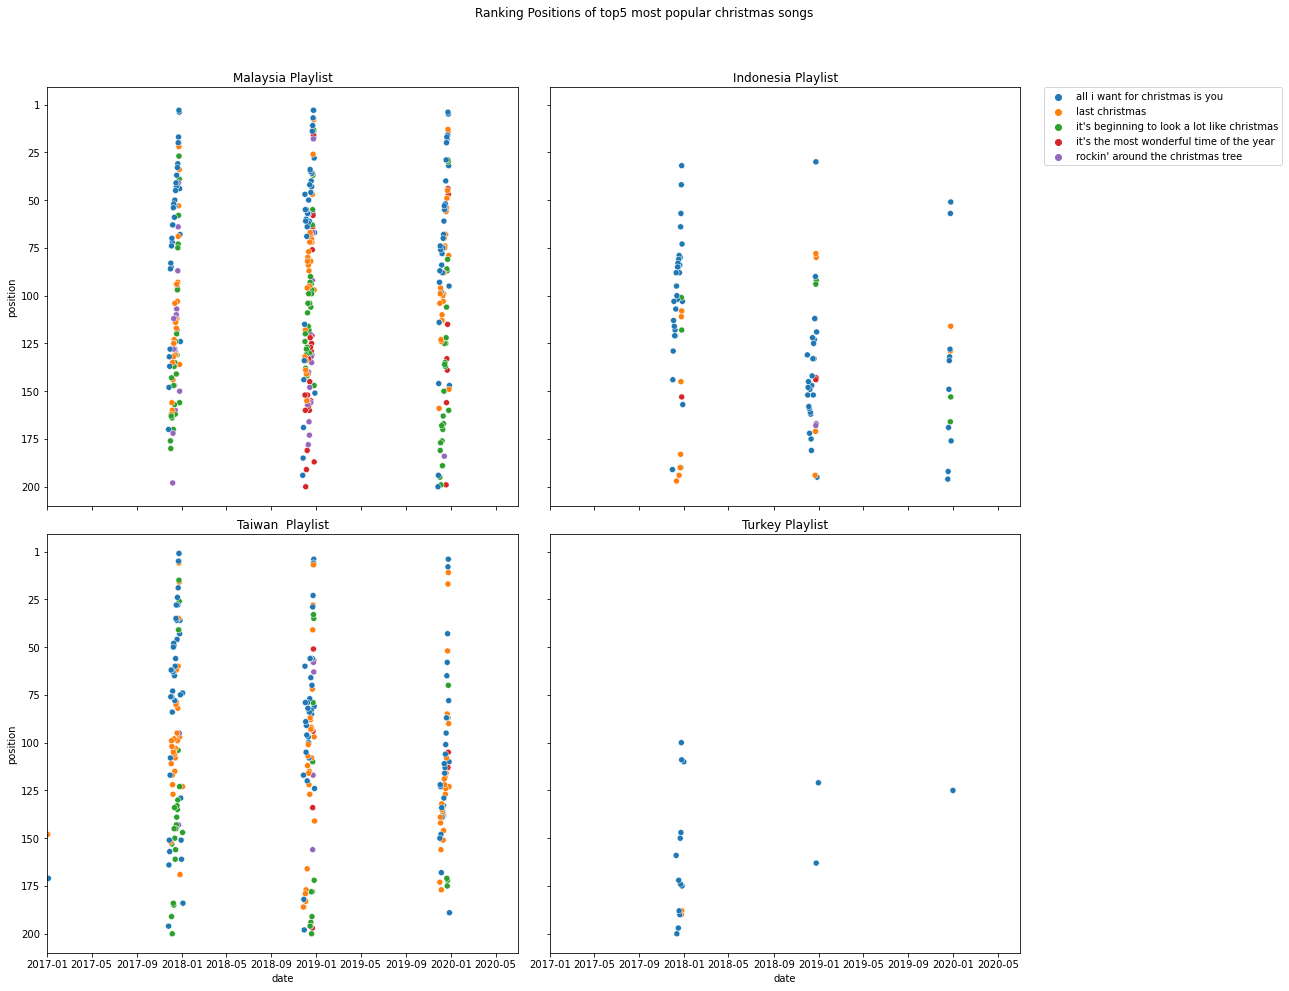 Ranking Positions of top5 most popular christmas songs
Malaysia Playlist
Indonesia Playlist
all i want for christmas is you
last christmas
it's beginning to look a lot like christmas
it's the most wonderful time of the year
rockin' around the christmas tree
1
25
50
75
100
125
150
175
200
position
Taiwan  Playlist
Turkey Playlist
1
25
50
75
100
125
150
175
200
position
2017-01 2017-05 2017-09 2018-01 2018-05 2018-09 2019-01 2019-05 2019-09 2020-01 2020-05
date
2017-01 2017-05 2017-09 2018-01 2018-05 2018-09 2019-01 2019-05 2019-09 2020-01 2020-05
date